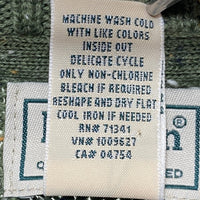 MACHINE WASH COLD
WITH LIKE COLORS
INSIDE OUT
DELICATE CYCLE
ONLY NON-CHLORINE
BLEACH IF REQUIRED
RESHAPE AND DRY FLAT
COOL IRON IF NEEDED
RN# 71341
VN# 1009627
CA# 04754